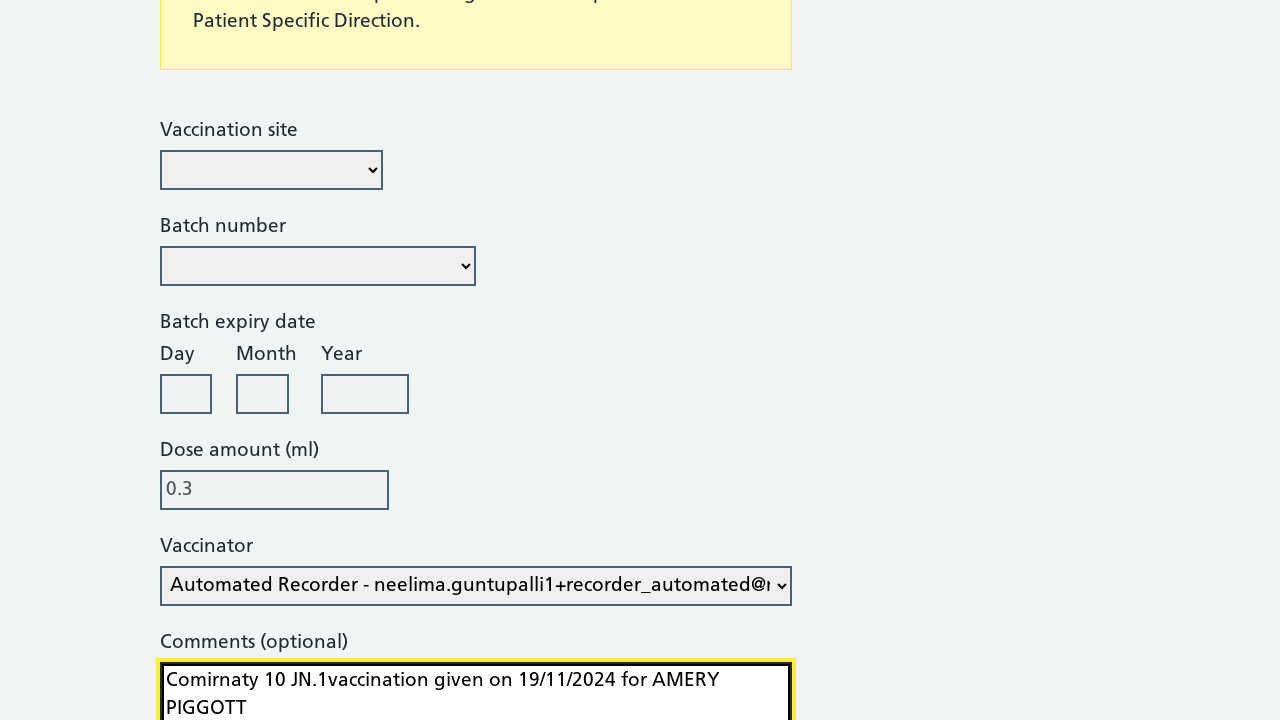 Patient Specific Direction.
Vaccination site
Batch number
Batch expiry date
Day Month Year
Dose amount (ml)
0.3
Vaccinator
Automated Recorder - neelima.guntupalli1+recorder_automated@
Comments (optional)
Comirnaty 10 JN.1vaccination given on 19/11/2024 for AMERY
PIGGOTT